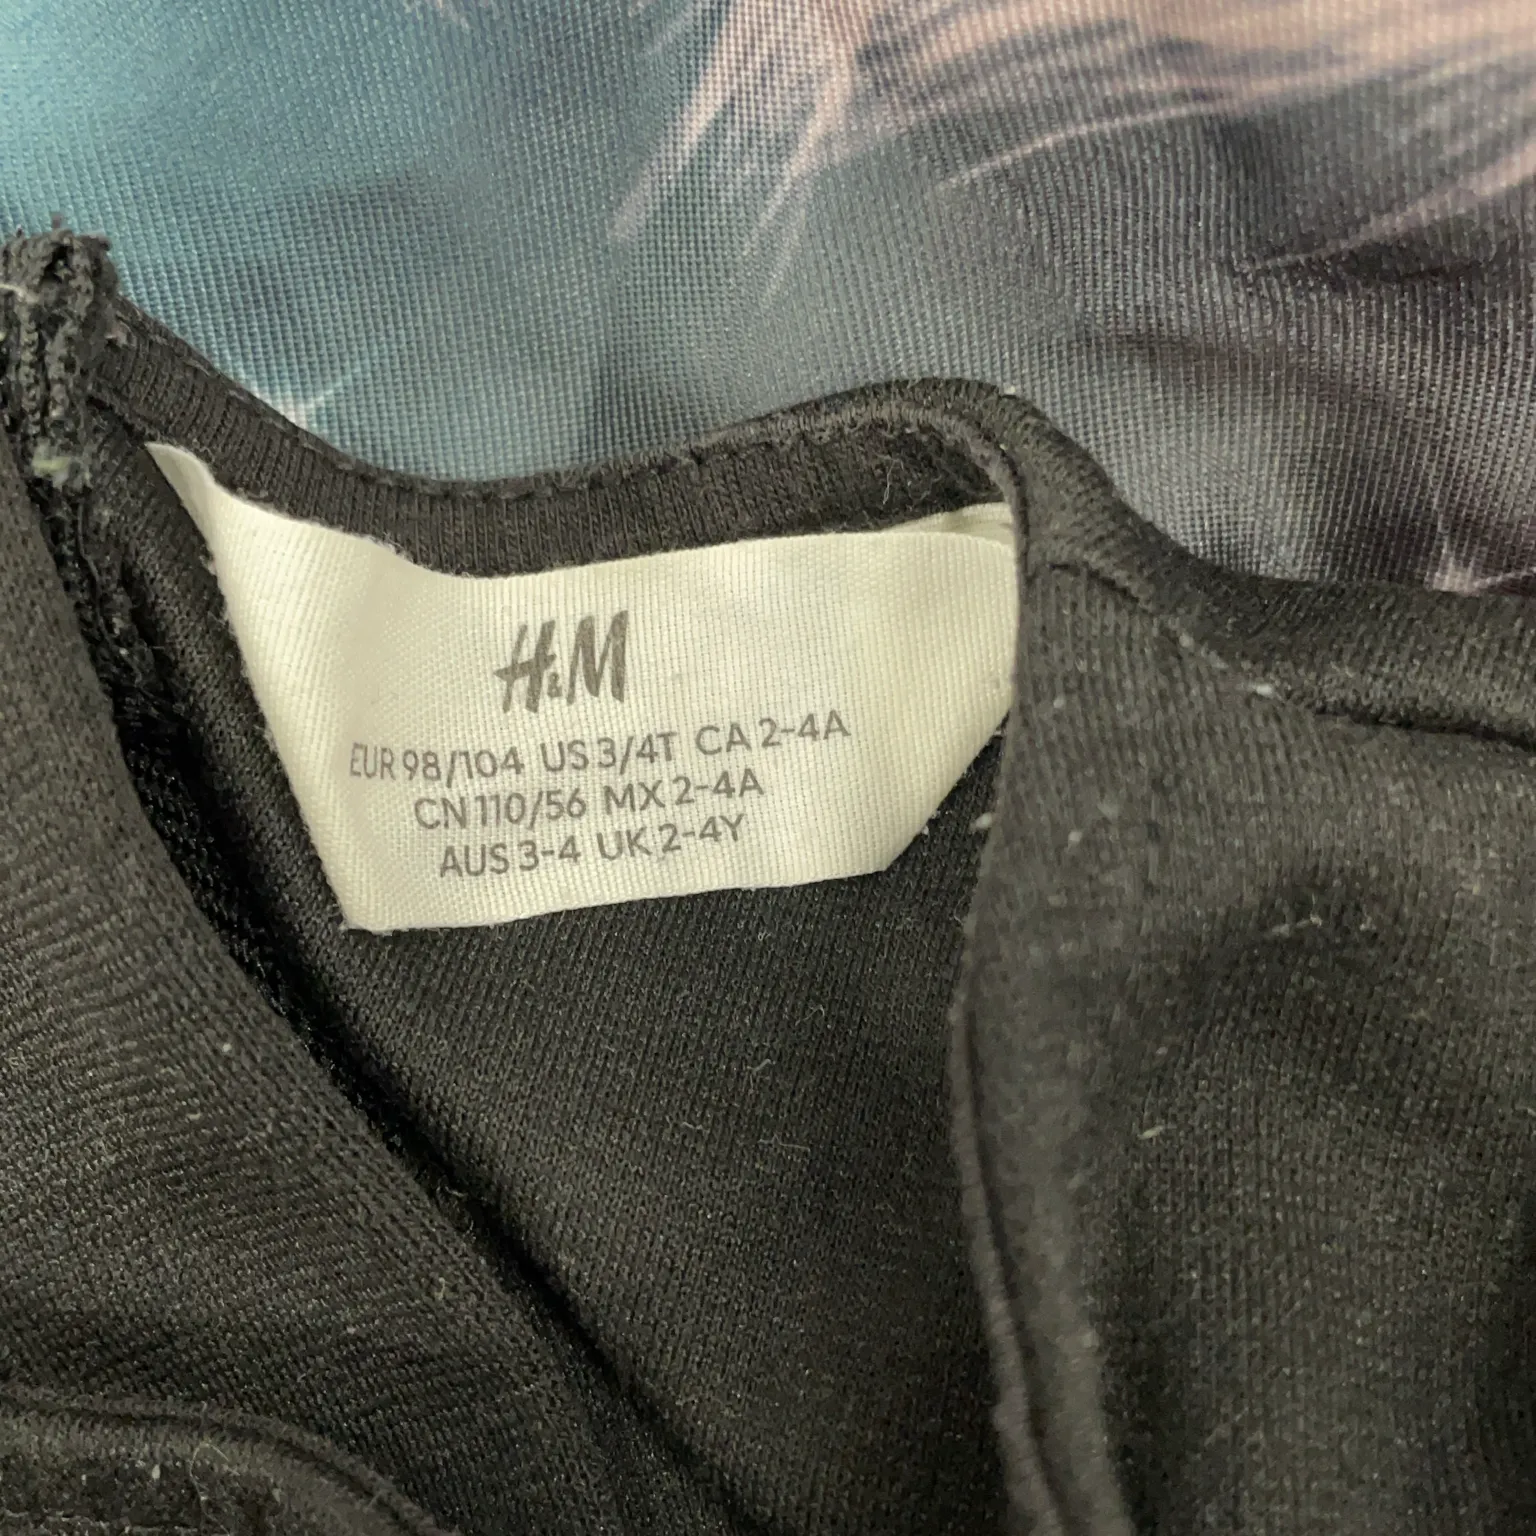 H&M
EUR 98/104 US 3/4T CA 2-4A
CN 110/56 MX 2-4A
AUS 3-4 UK 2-4Y